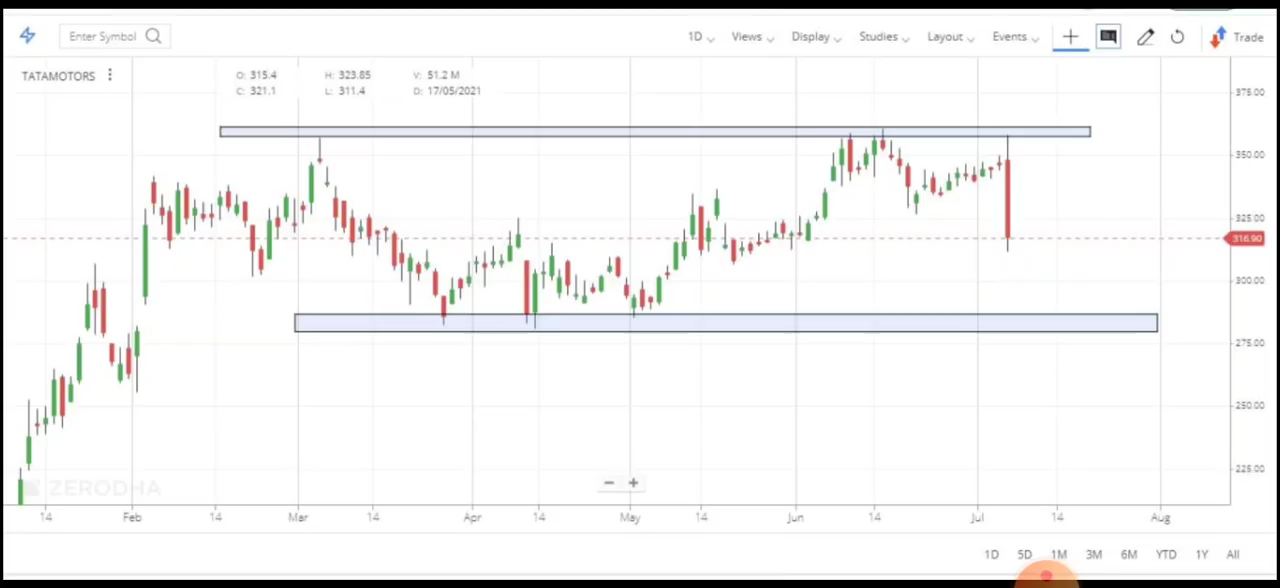 Enter Symbol 1D Views Display Studies Layout Events Trade
TATAMOTORS O: 315.4 H: 323.85 V: 51.2 M
C: 321.1 L: 311.4 D: 17/05/2021
375.00
350.00
325.00
316.90
300.00
275.00
250.00
225.00
ZERODHA
14 Feb 14 Mar 14 Apr 14 May 14 Jun 14 Jul 14 Aug
1D 5D 1M 3M 6M YTD 1Y All